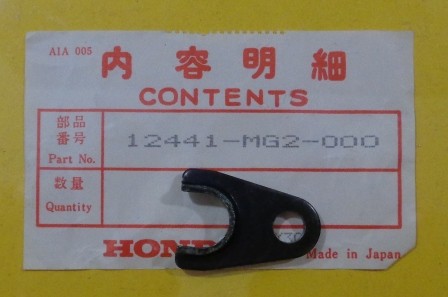 AIA 005
内容明細
CONTENTS
部品
番号
Part No.
12441-MG2-000
数量
Quantity
Made in Japan